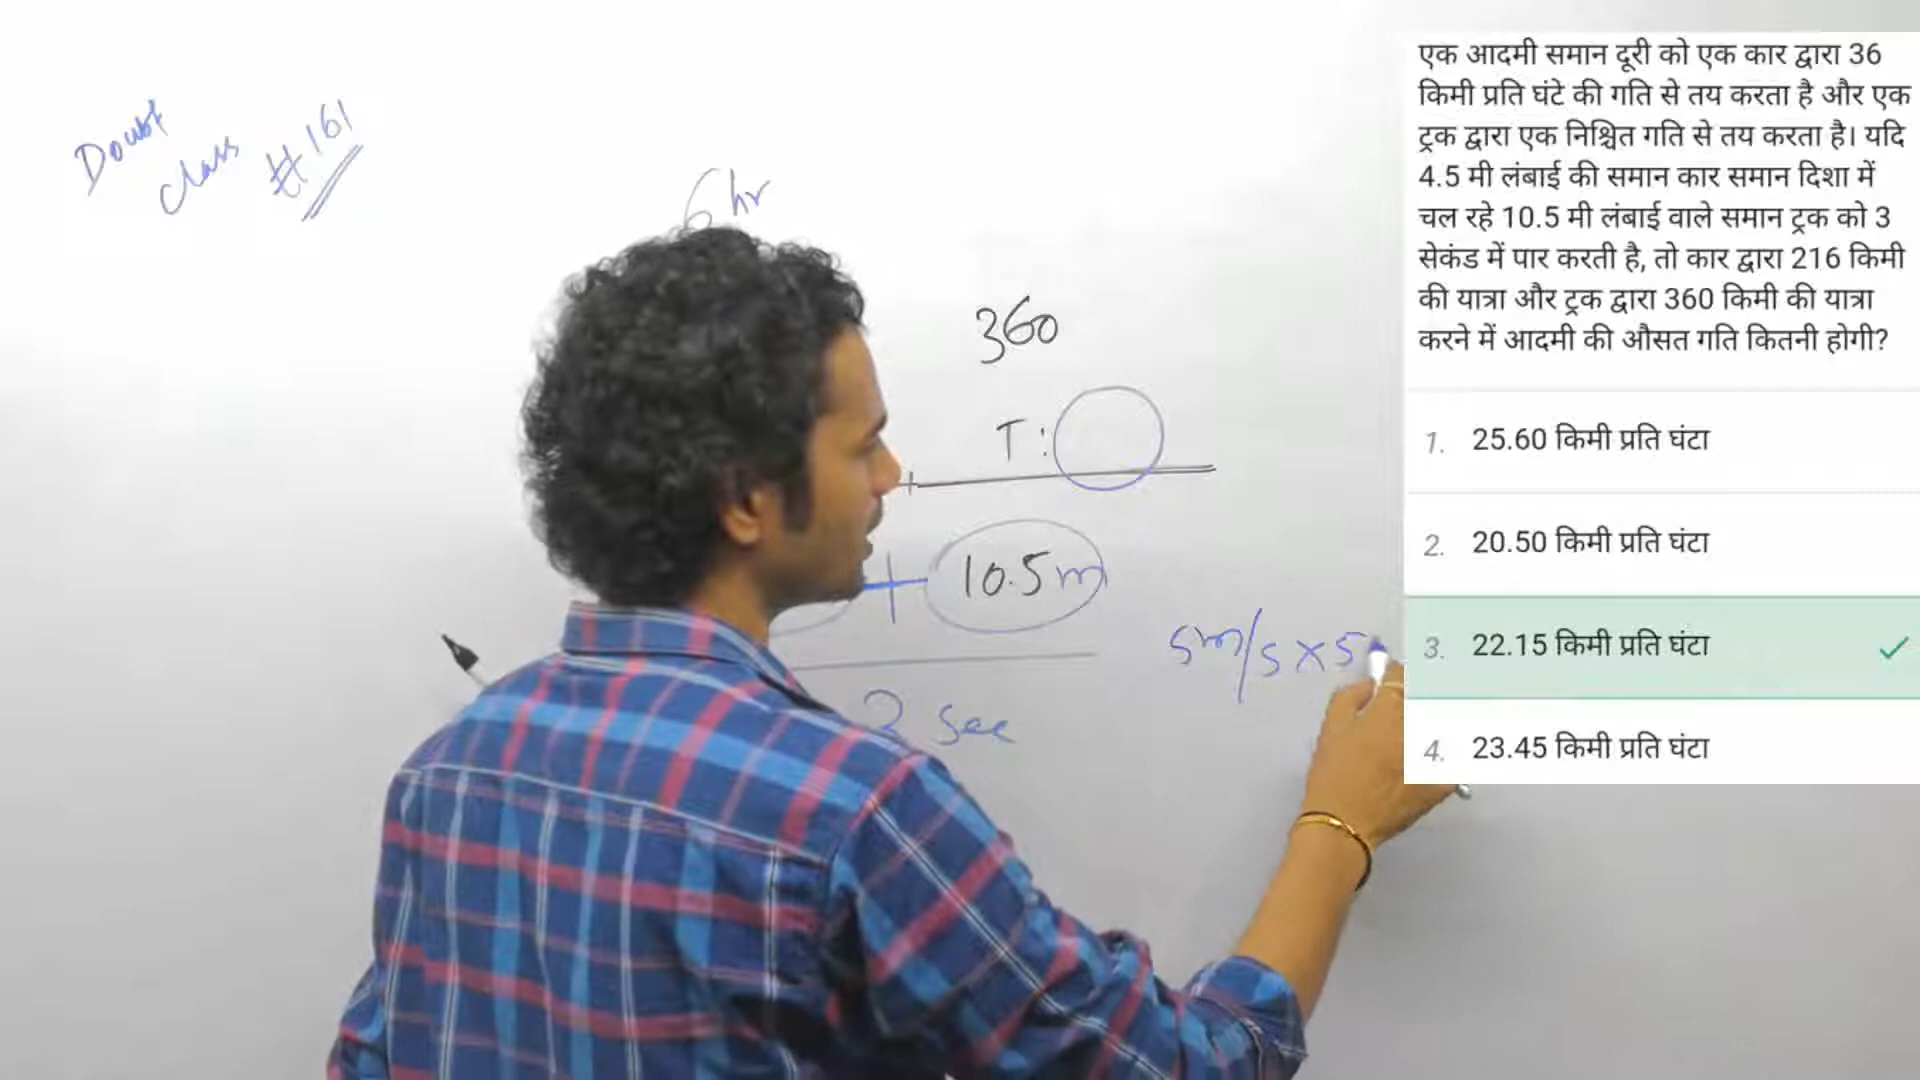 Doubt
class #161
6 hr
360
T:
+ 10.5m
5m/s x 5
3 sec
एक आदमी समान दूरी को एक कार द्वारा 36
किमी प्रति घंटे की गति से तय करता है और एक
ट्रक द्वारा एक निश्चित गति से तय करता है। यदि
4.5 मी लंबाई की समान कार समान दिशा में
चल रहे 10.5 मी लंबाई वाले समान ट्रक को 3
सेकंड में पार करती है, तो कार द्वारा 216 किमी
की यात्रा और ट्रक द्वारा 360 किमी की यात्रा
करने में आदमी की औसत गति कितनी होगी?
1. 25.60 किमी प्रति घंटा
2. 20.50 किमी प्रति घंटा
3. 22.15 किमी प्रति घंटा
4. 23.45 किमी प्रति घंटा